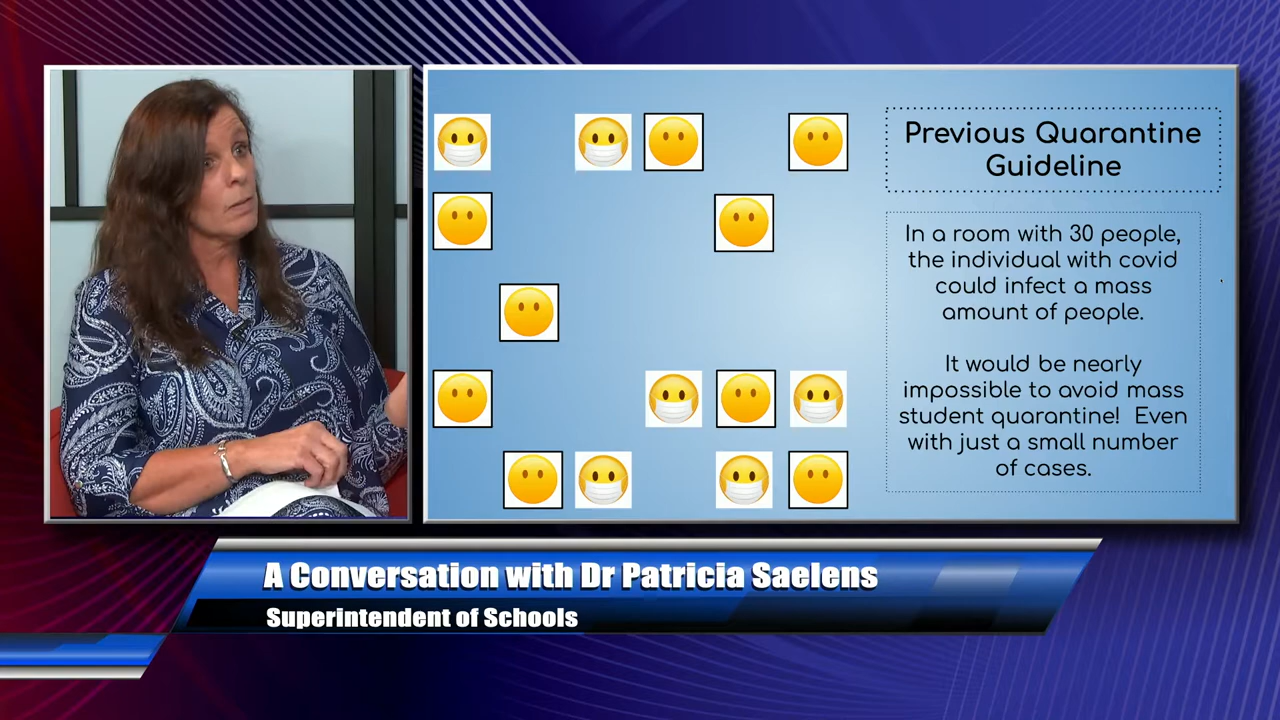 Previous Quarantine
Guideline
In a room with 30 people,
the individual with covid
could infect a mass
amount of people.
It would be nearly
impossible to avoid mass
student quarantine! Even
with just a small number
of cases.
A Conversation with Dr Patricia Saelens
Superintendent of Schools